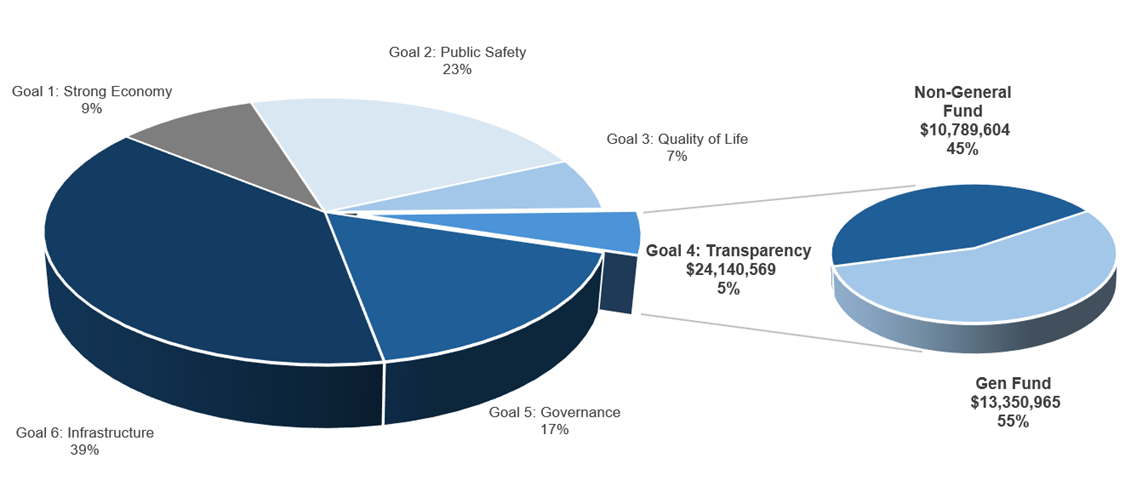 Goal 2: Public Safety
23%
Goal 1: Strong Economy
9%
Non-General
Fund
$10,789,604
45%
Goal 3: Quality of Life
7%
Goal 4: Transparency
$24,140,569
5%
Gen Fund
$13,350,965
55%
Goal 5: Governance
17%
Goal 6: Infrastructure
39%